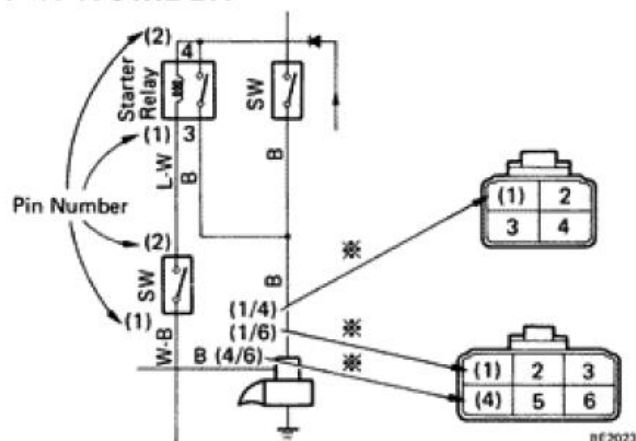 (2)
4
Starter
Relay
SW
(1) 3
L-W
B
B
Pin Number
(2)
SW
(1)
W-B
B
(1/4)
(1/6)
B (4/6)
※
※
※
(1) 2
3 4
(1) 2 3
(4) 5 6